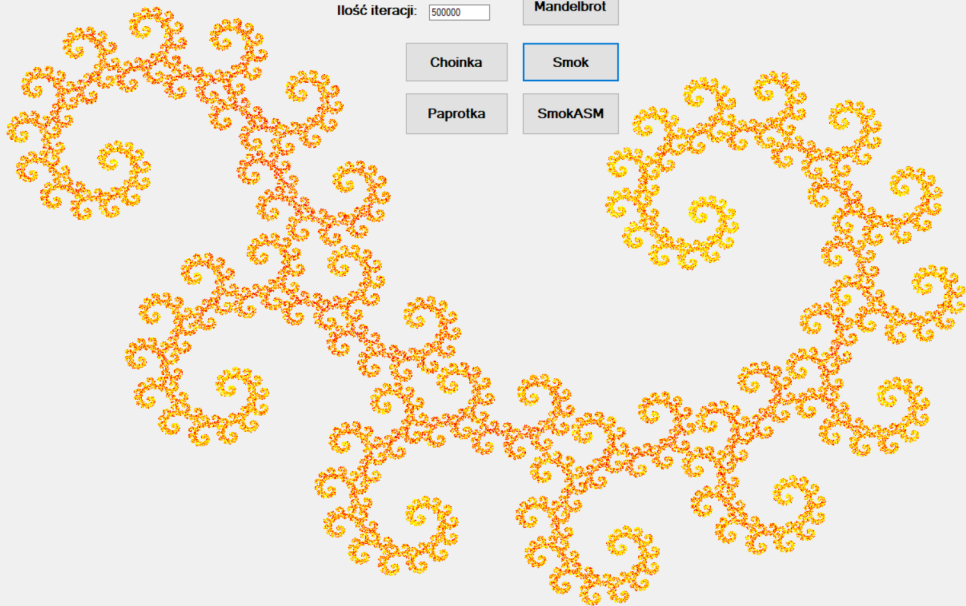 Ilość iteracji: 500000
Mandelbrot
Choinka
Smok
Paprotka
SmokASM